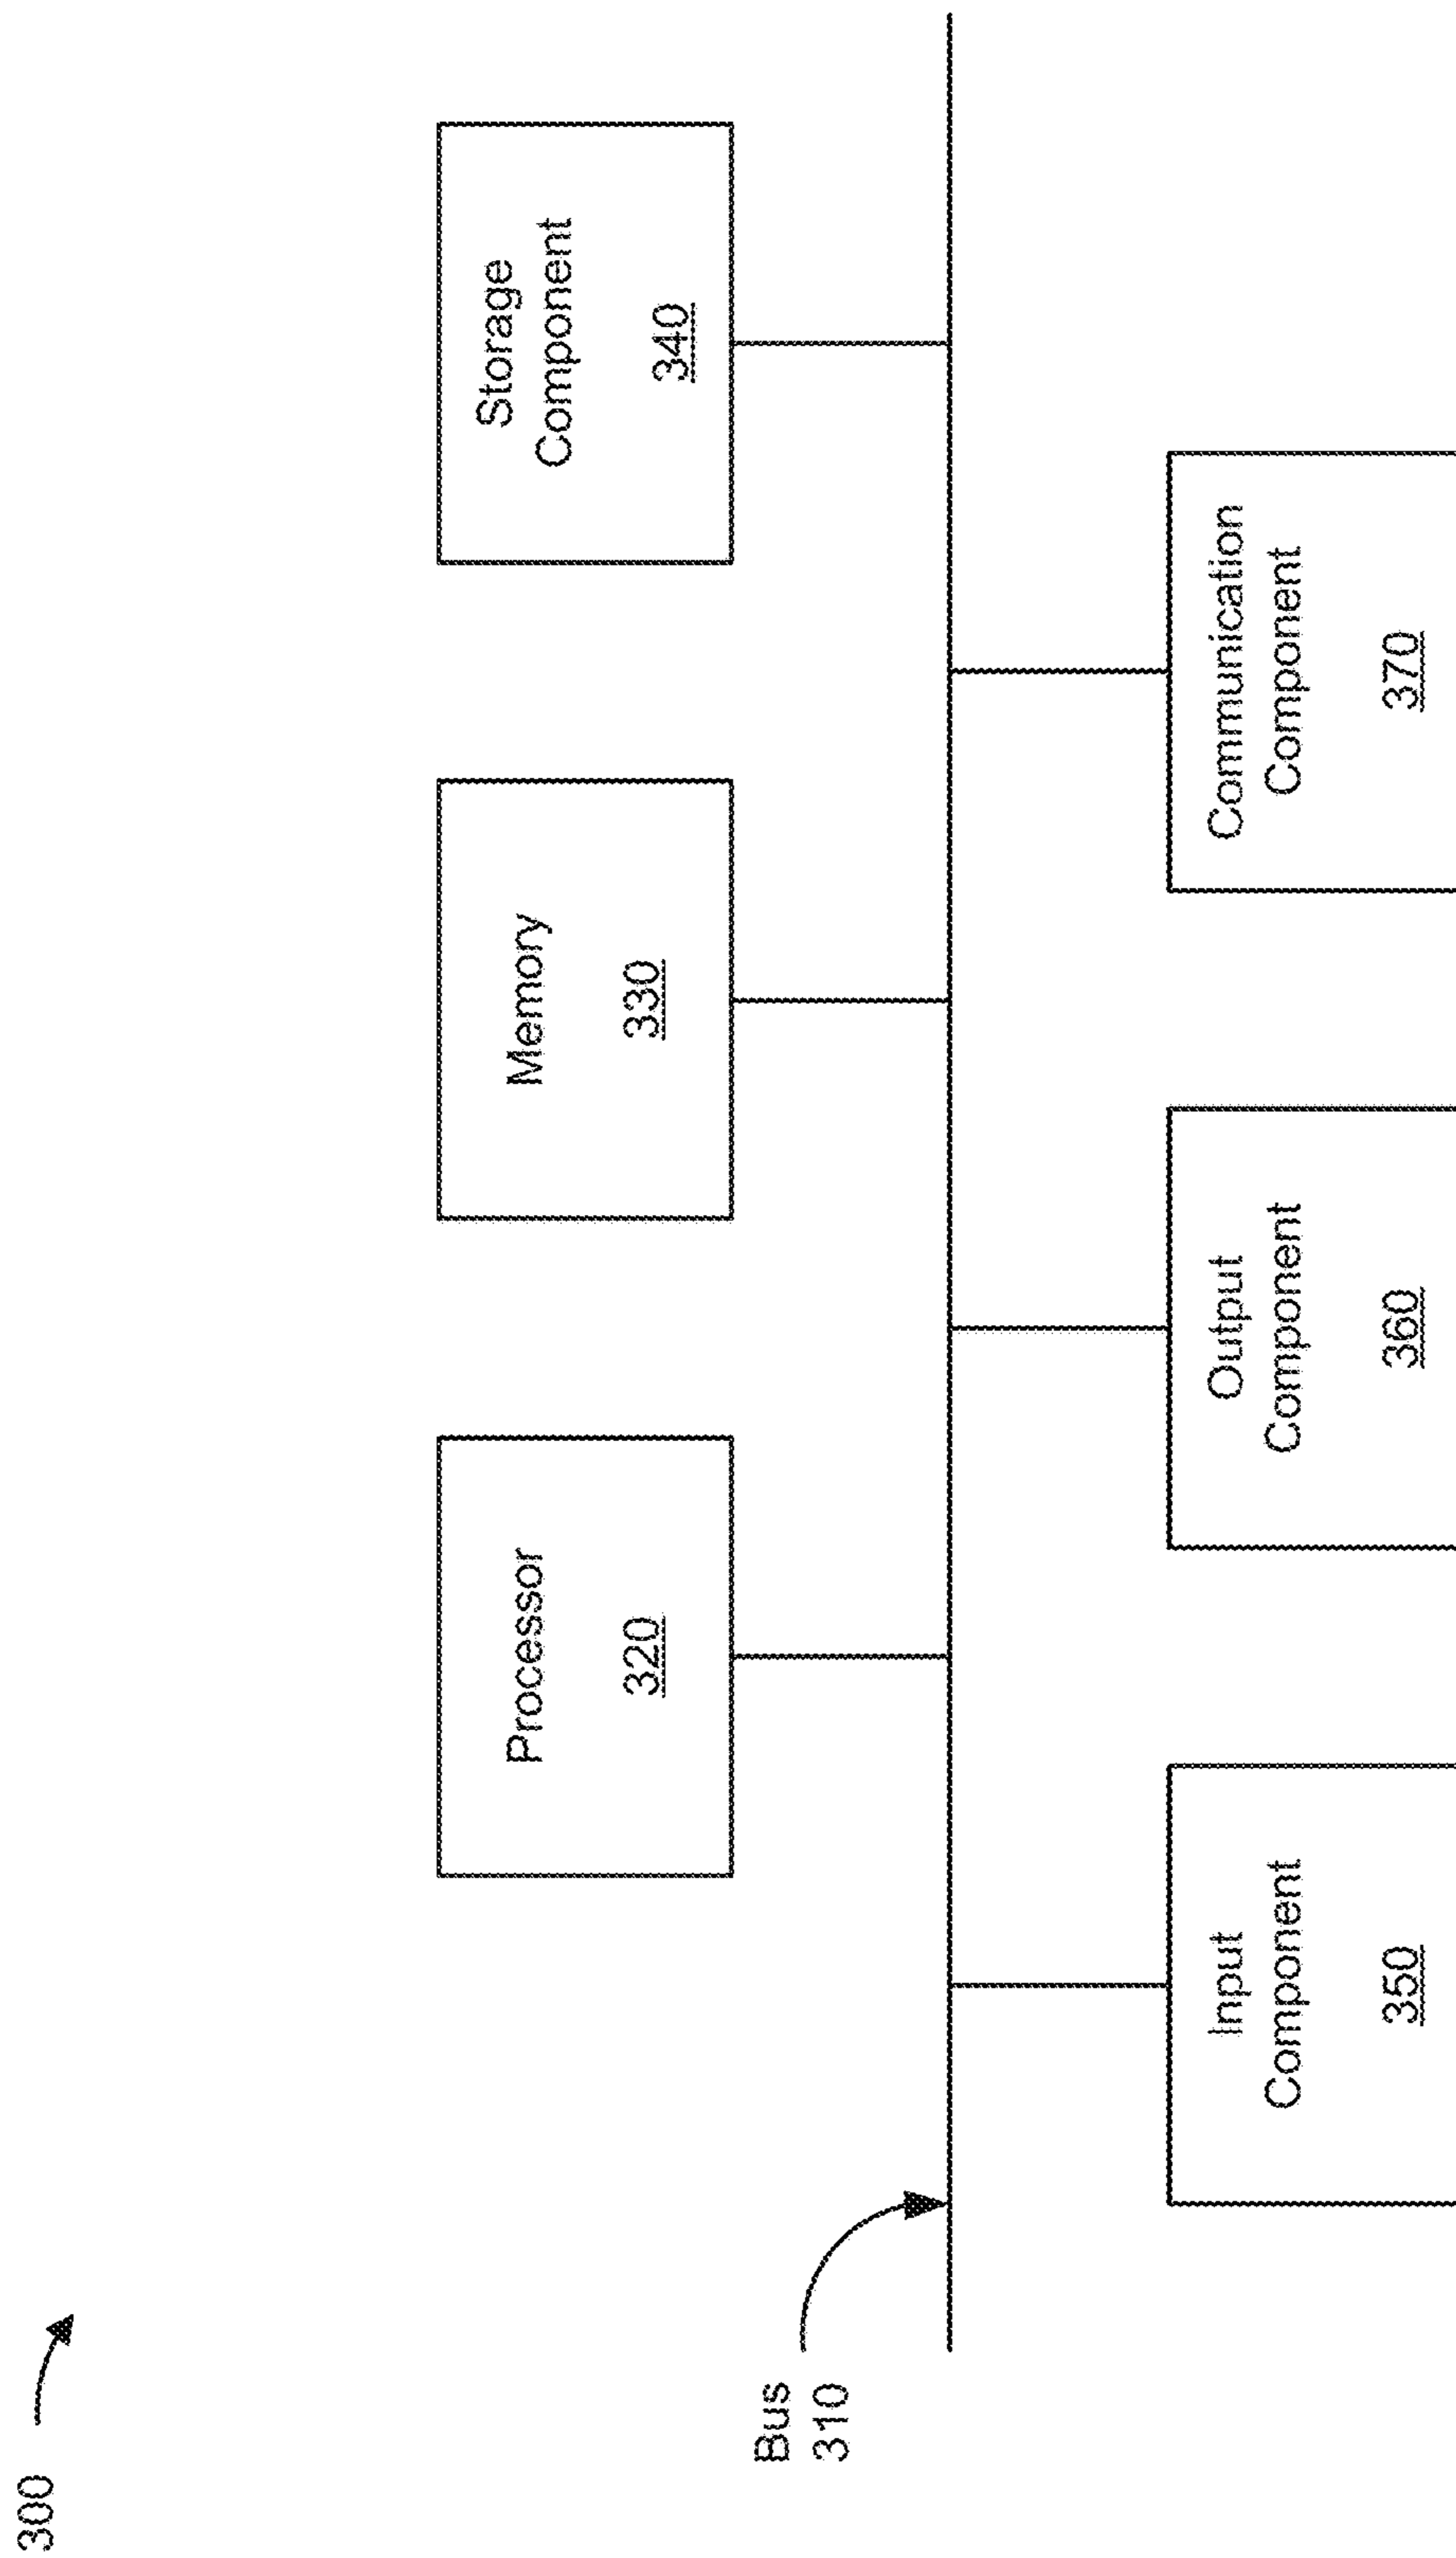 300
Processor
320
Memory
330
Storage
Component
340
Bus
310
Input
Component
350
Output
Component
360
Communication
Component
370